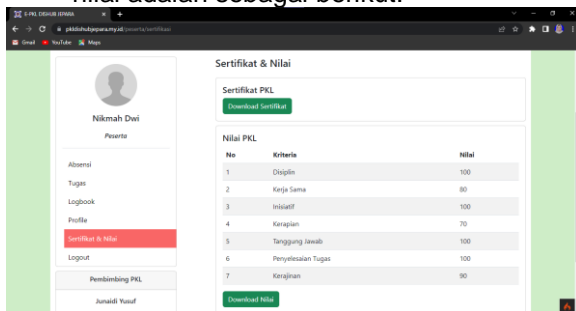 nilai adalah sebagai berikut:
E-PKL DISHUB JEPARA
pkldishubjepara.my.id/peserta/sertifikasi
Gmail YouTube Maps
Nikmah Dwi
Peserta
Absensi
Tugas
Logbook
Profile
Sertifikat & Nilai
Logout
Pembimbing PKL
Junaidi Yusuf
Sertifikat & Nilai
Sertifikat PKL
Download Sertifikat
Nilai PKL
No Kriteria Nilai
1 Disiplin 100
2 Kerja Sama 80
3 Inisiatif 100
4 Kerapian 70
5 Tanggung Jawab 100
6 Penyelesaian Tugas 100
7 Kerajinan 90
Download Nilai